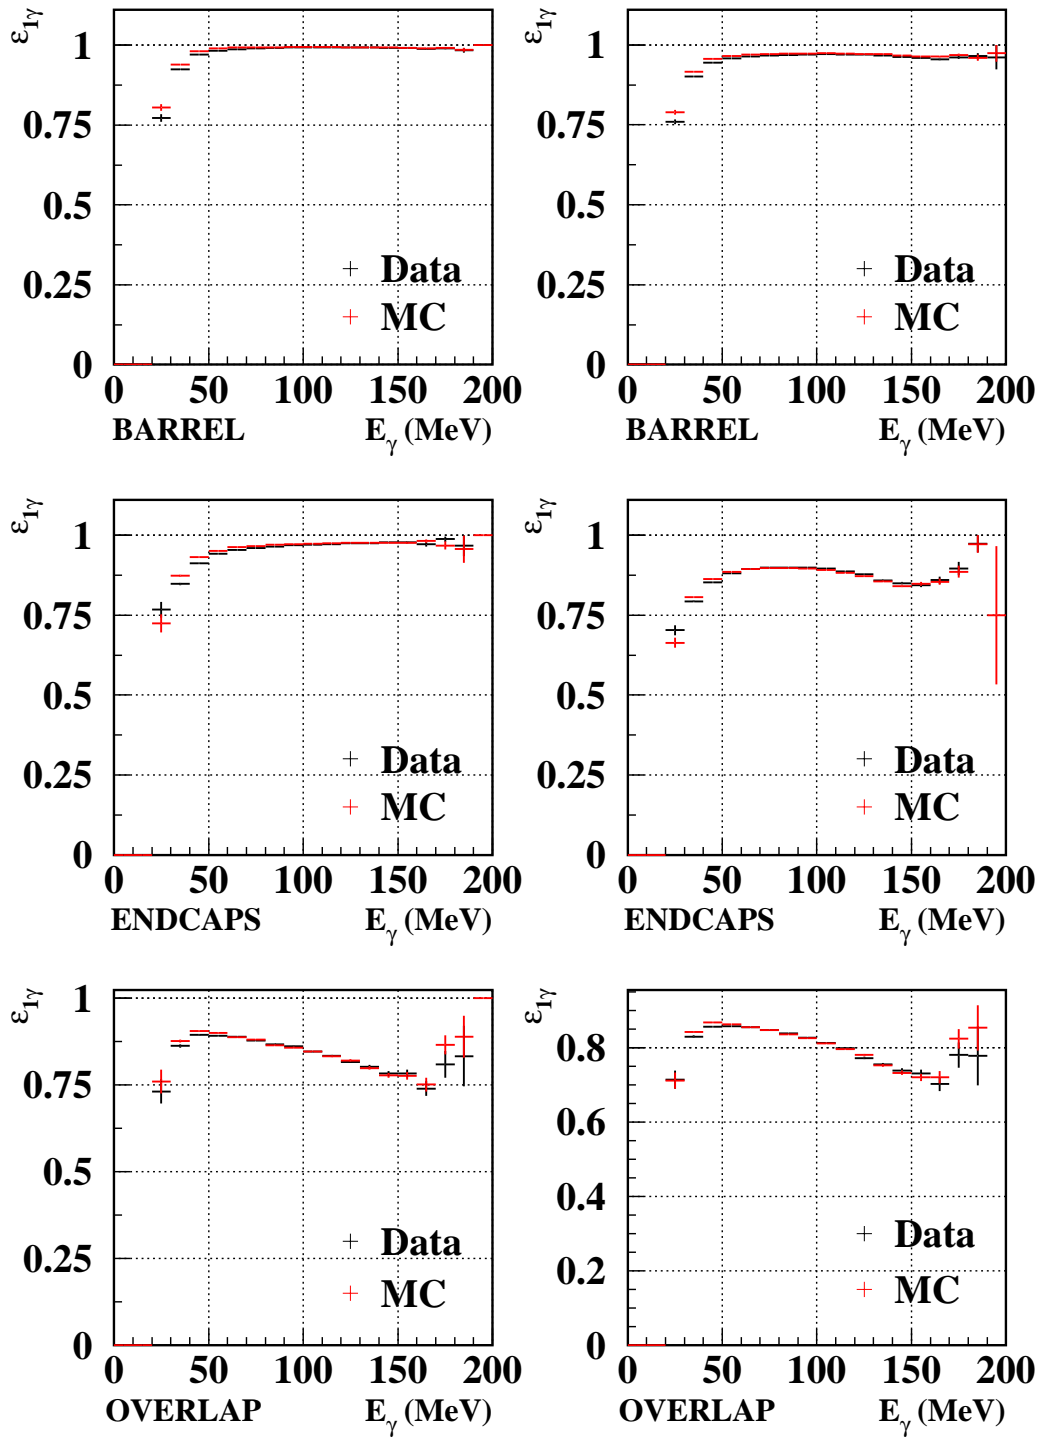 ε1γ
1
0.75
0.5
0.25
0
Data
MC
0 50 100 150 200
BARREL Eγ (MeV)
ε1γ
1
0.75
0.5
0.25
0
Data
MC
0 50 100 150 200
BARREL Eγ (MeV)
ε1γ
1
0.75
0.5
0.25
0
Data
MC
0 50 100 150 200
ENDCAPS Eγ (MeV)
ε1γ
1
0.75
0.5
0.25
0
Data
MC
0 50 100 150 200
ENDCAPS Eγ (MeV)
ε1γ
1
0.75
0.5
0.25
0
Data
MC
0 50 100 150 200
OVERLAP Eγ (MeV)
ε1γ
0.8
0.6
0.4
0.2
0
Data
MC
0 50 100 150 200
OVERLAP Eγ (MeV)